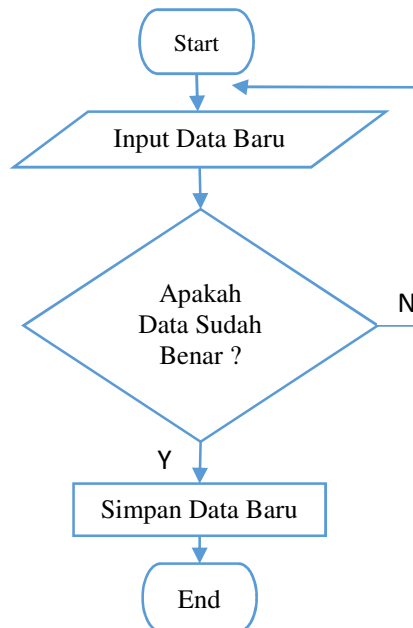 Start
Input Data Baru
Apakah
Data Sudah
Benar ?
N
Y
Simpan Data Baru
End